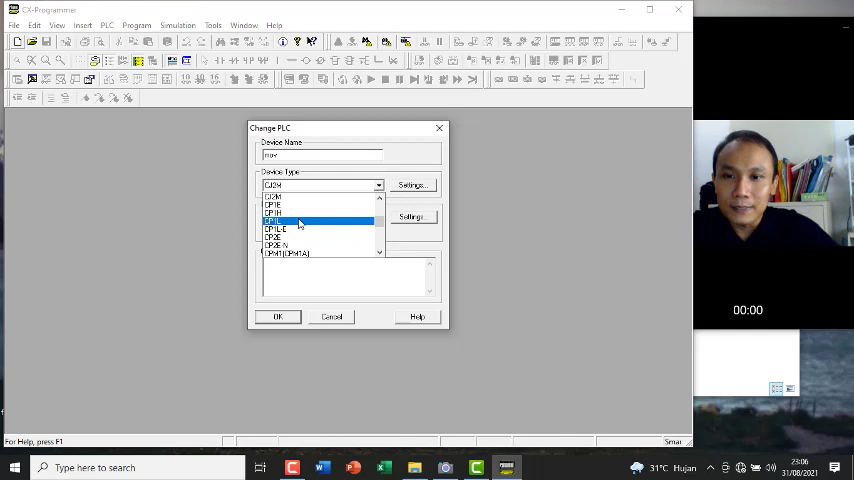 CX-Programmer
File Edit View Insert PLC Program Simulation Tools Window Help
Change PLC
Device Name
mov
Device Type
CJ2M
Settings...
CJ2M
CP1E
CP1H
CP1L
CP1L-E
CP2E
CP2E-N
CPM1(CPM1A)
Settings...
OK Cancel Help
00:00
For Help, press F1
Smar
Type here to search
31°C Hujan
23:06
31/08/2021